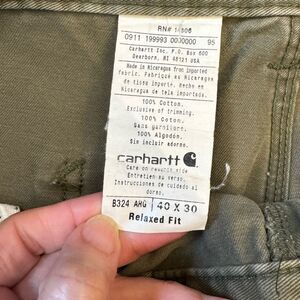 RN# 14806
0911 199993 0000000 95
Carhartt Inc. P.O. Box 600
Dearborn, MI 48121 USA
Made in Nicaragua from imported
fabric. Fabriqué au Nicaragua
de tissu importé. Hecho en
Nicaragua de tela importada.
100% Cotton.
Exclusive of trimming.
100% Coton.
Sans garniture.
100% Algodón.
Sin incluir adorno.
carhartt
Care on reverse side
Entretien au verso.
Instrucciones de cuidado al
dorso.
B324 AHG 40 X 30
Relaxed Fit